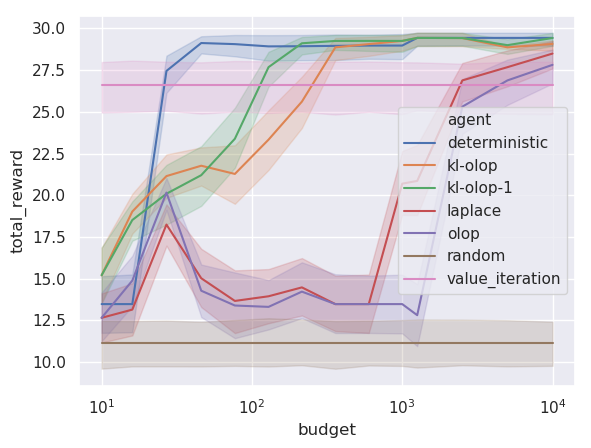 30.0
27.5
25.0
22.5
20.0
17.5
15.0
12.5
10.0
total_reward
agent
deterministic
kl-olop
kl-olop-1
laplace
olop
random
value_iteration
10¹ 10² 10³ 10⁴
budget